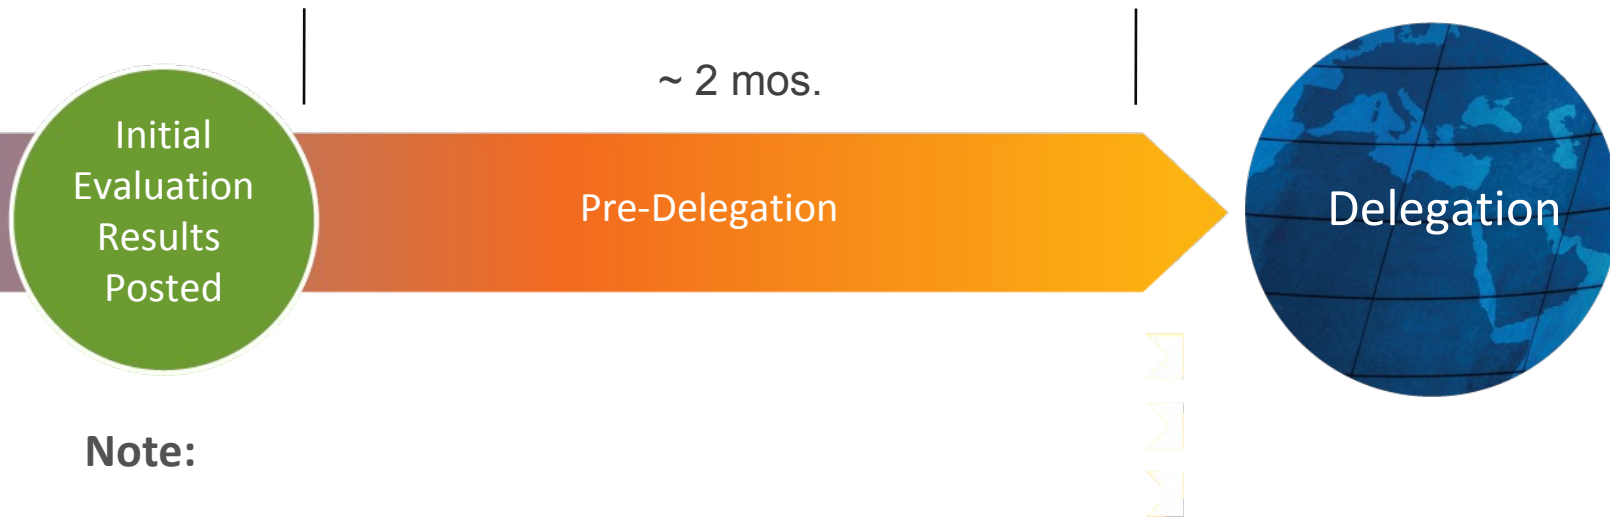 ~ 2 mos.
Initial
Evaluation
Results
Posted
Pre-Delegation
Delegation
Note: